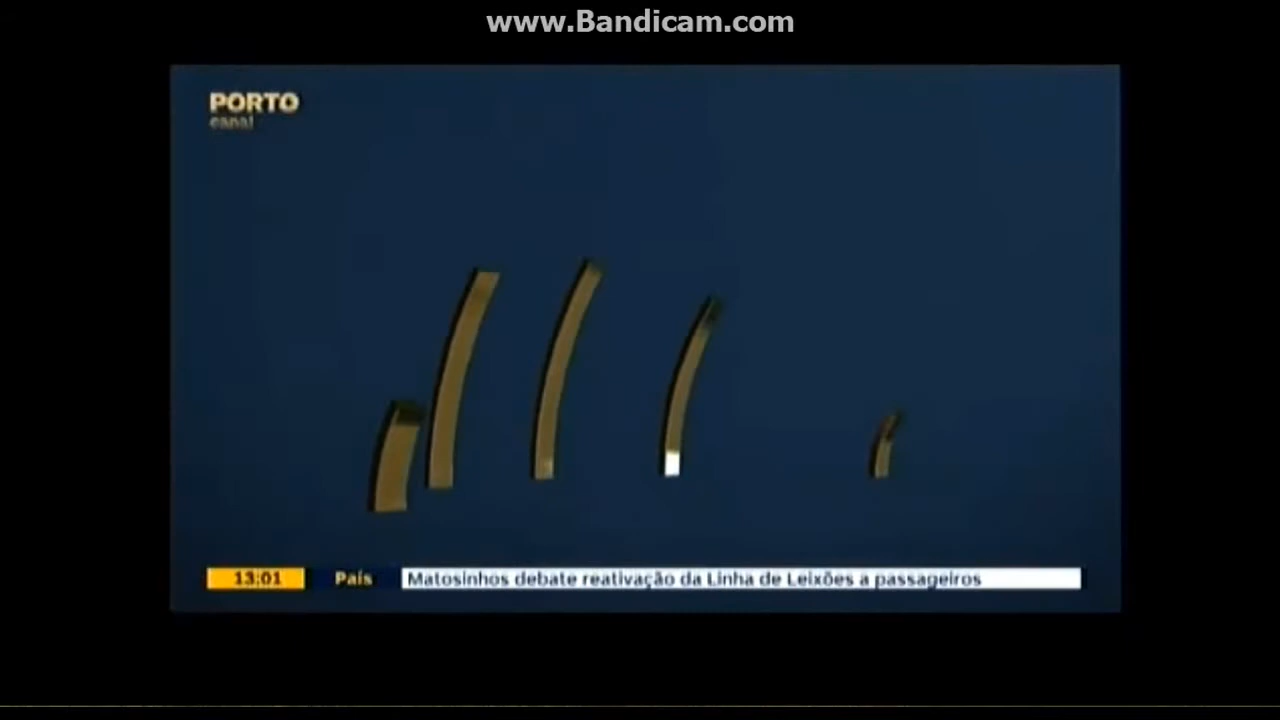 www.Bandicam.com
PORTO
canal
13:01 País Matosinhos debate reativação da Linha de Leixões a passageiros